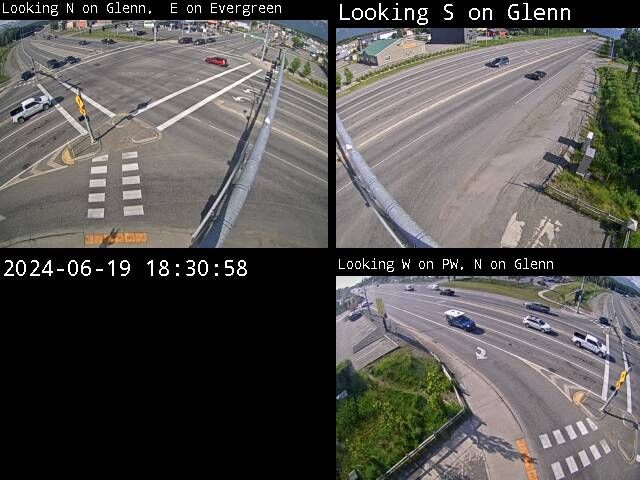 Looking N on Glenn, E on Evergreen
Looking S on Glenn
2024-06-19 18:30:58
Looking W on PW, N on Glenn